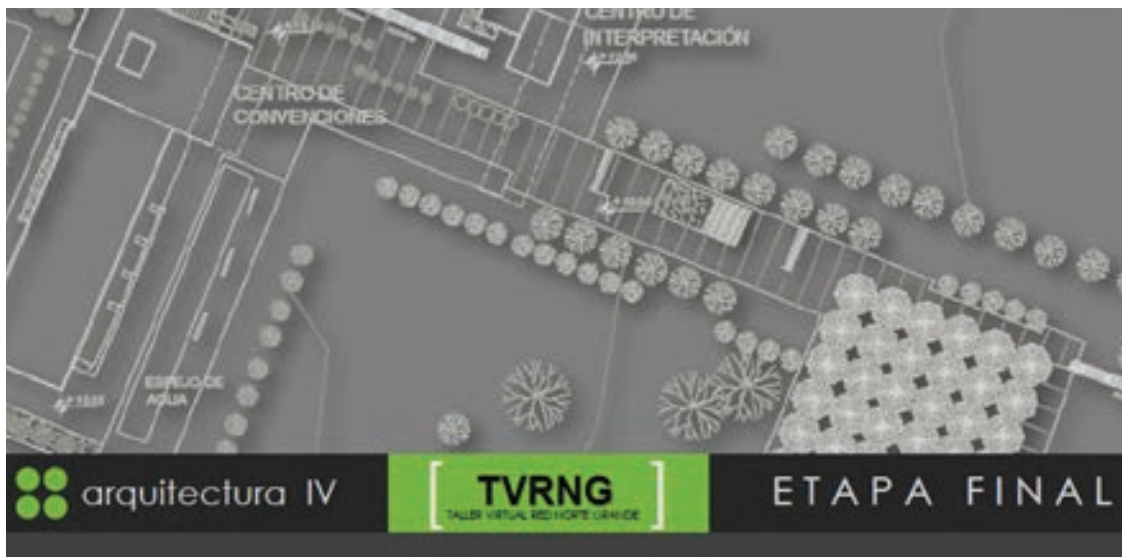 CENTRO DE
INTERPRETACIÓN
CENTRO DE
CONVENCIONES
ESPEJO DE
AGUA
arquitectura IV
[ TVRNG ]
TALLER VIRTUAL RED NORTE GRANDE
ETAPA FINAL